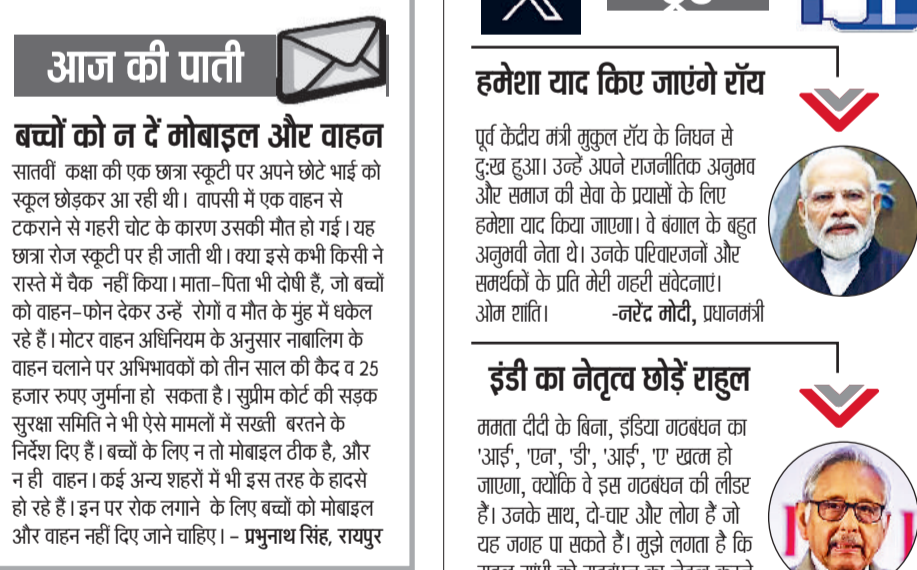 आज की पाती
बच्चों को न दें मोबाइल और वाहन
सातवीं कक्षा की एक छात्रा स्कूटी पर अपने छोटे भाई को
स्कूल छोड़कर आ रही थी। वापसी में एक वाहन से
टकराने से गहरी चोट के कारण उसकी मौत हो गई। यह
छात्रा रोज स्कूटी पर ही जाती थी। क्या इसे कभी किसी ने
रास्ते में चैक नहीं किया। माता-पिता भी दोषी हैं, जो बच्चों
को वाहन-फोन देकर उन्हें रोगों व मौत के मुंह में धकेल
रहे हैं। मोटर वाहन अधिनियम के अनुसार नाबालिग के
वाहन चलाने पर अभिभावकों को तीन साल की कैद व 25
हजार रुपए जुर्माना हो सकता है। सुप्रीम कोर्ट की सड़क
सुरक्षा समिति ने भी ऐसे मामलों में सख्ती बरतने के
निर्देश दिए हैं। बच्चों के लिए न तो मोबाइल ठीक है, और
न ही वाहन। कई अन्य शहरों में भी इस तरह के हादसे
हो रहे हैं। इन पर रोक लगाने के लिए बच्चों को मोबाइल
और वाहन नहीं दिए जाने चाहिए। - प्रभुनाथ सिंह, रायपुर
हमेशा याद किए जाएंगे रॉय
पूर्व केंद्रीय मंत्री मुकुल रॉय के निधन से
दु:ख हुआ। उन्हें अपने राजनीतिक अनुभव
और समाज की सेवा के प्रयासों के लिए
हमेशा याद किया जाएगा। वे बंगाल के बहुत
अनुभवी नेता थे। उनके परिवारजनों और
समर्थकों के प्रति मेरी गहरी संवेदनाएं।
ओम शांति। -नरेंद्र मोदी, प्रधानमंत्री
इंडी का नेतृत्व छोड़ें राहुल
ममता दीदी के बिना, इंडिया गठबंधन का
'आई', 'एन', 'डी', 'आई', 'ए' खत्म हो
जाएगा, क्योंकि वे इस गठबंधन की लीडर
हैं। उनके साथ, दो-चार और लोग हैं जो
यह जगह पा सकते हैं। मुझे लगता है कि